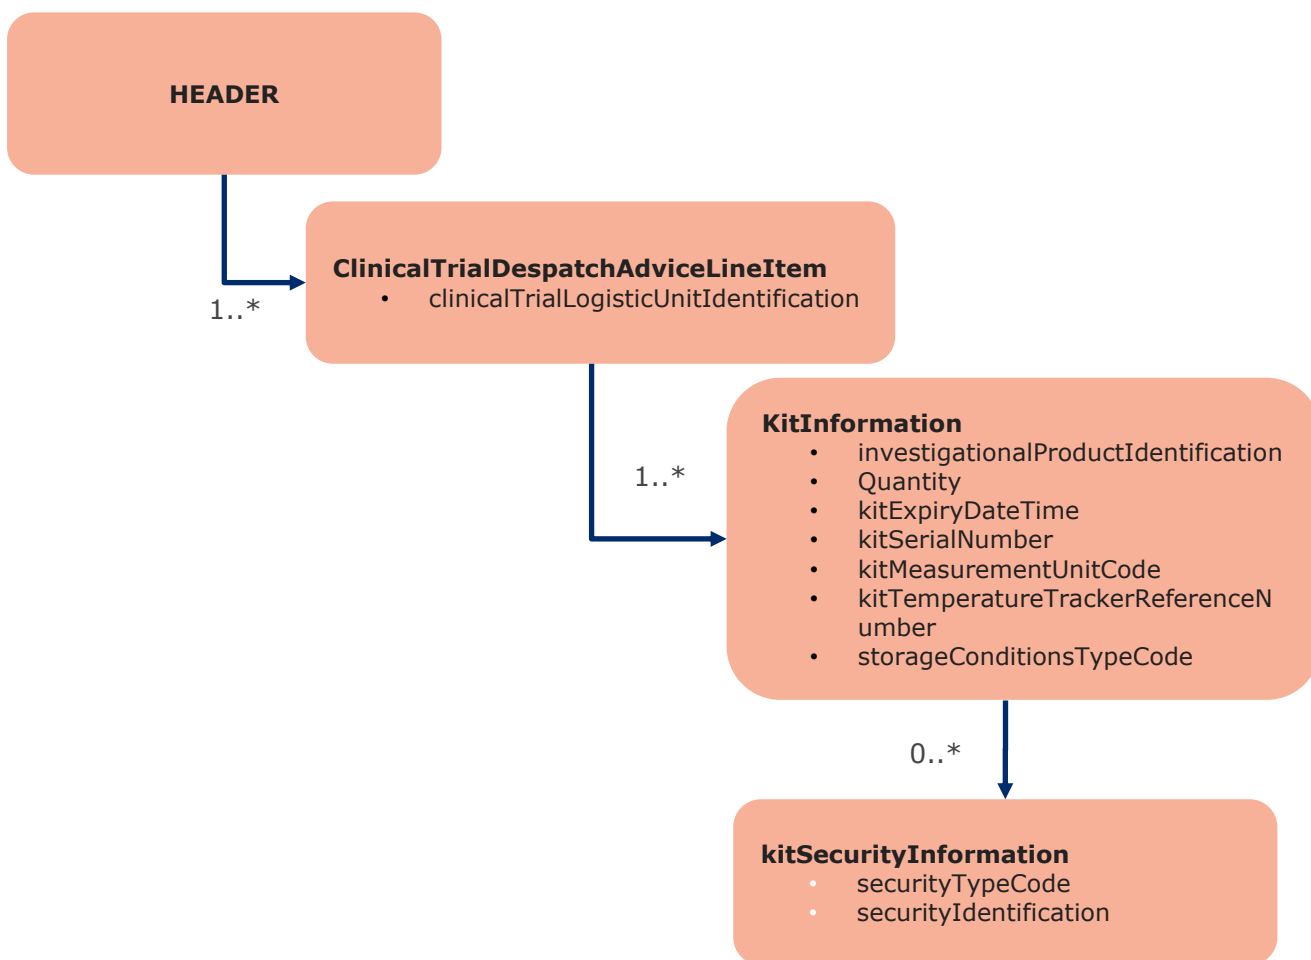 HEADER
1..*
ClinicalTrialDespatchAdviceLineItem
• clinicalTrialLogisticUnitIdentification
1..*
KitInformation
• investigationalProductIdentification
• Quantity
• kitExpiryDateTime
• kitSerialNumber
• kitMeasurementUnitCode
• kitTemperatureTrackerReferenceN
umber
• storageConditionsTypeCode
0..*
kitSecurityInformation
• securityTypeCode
• securityIdentification